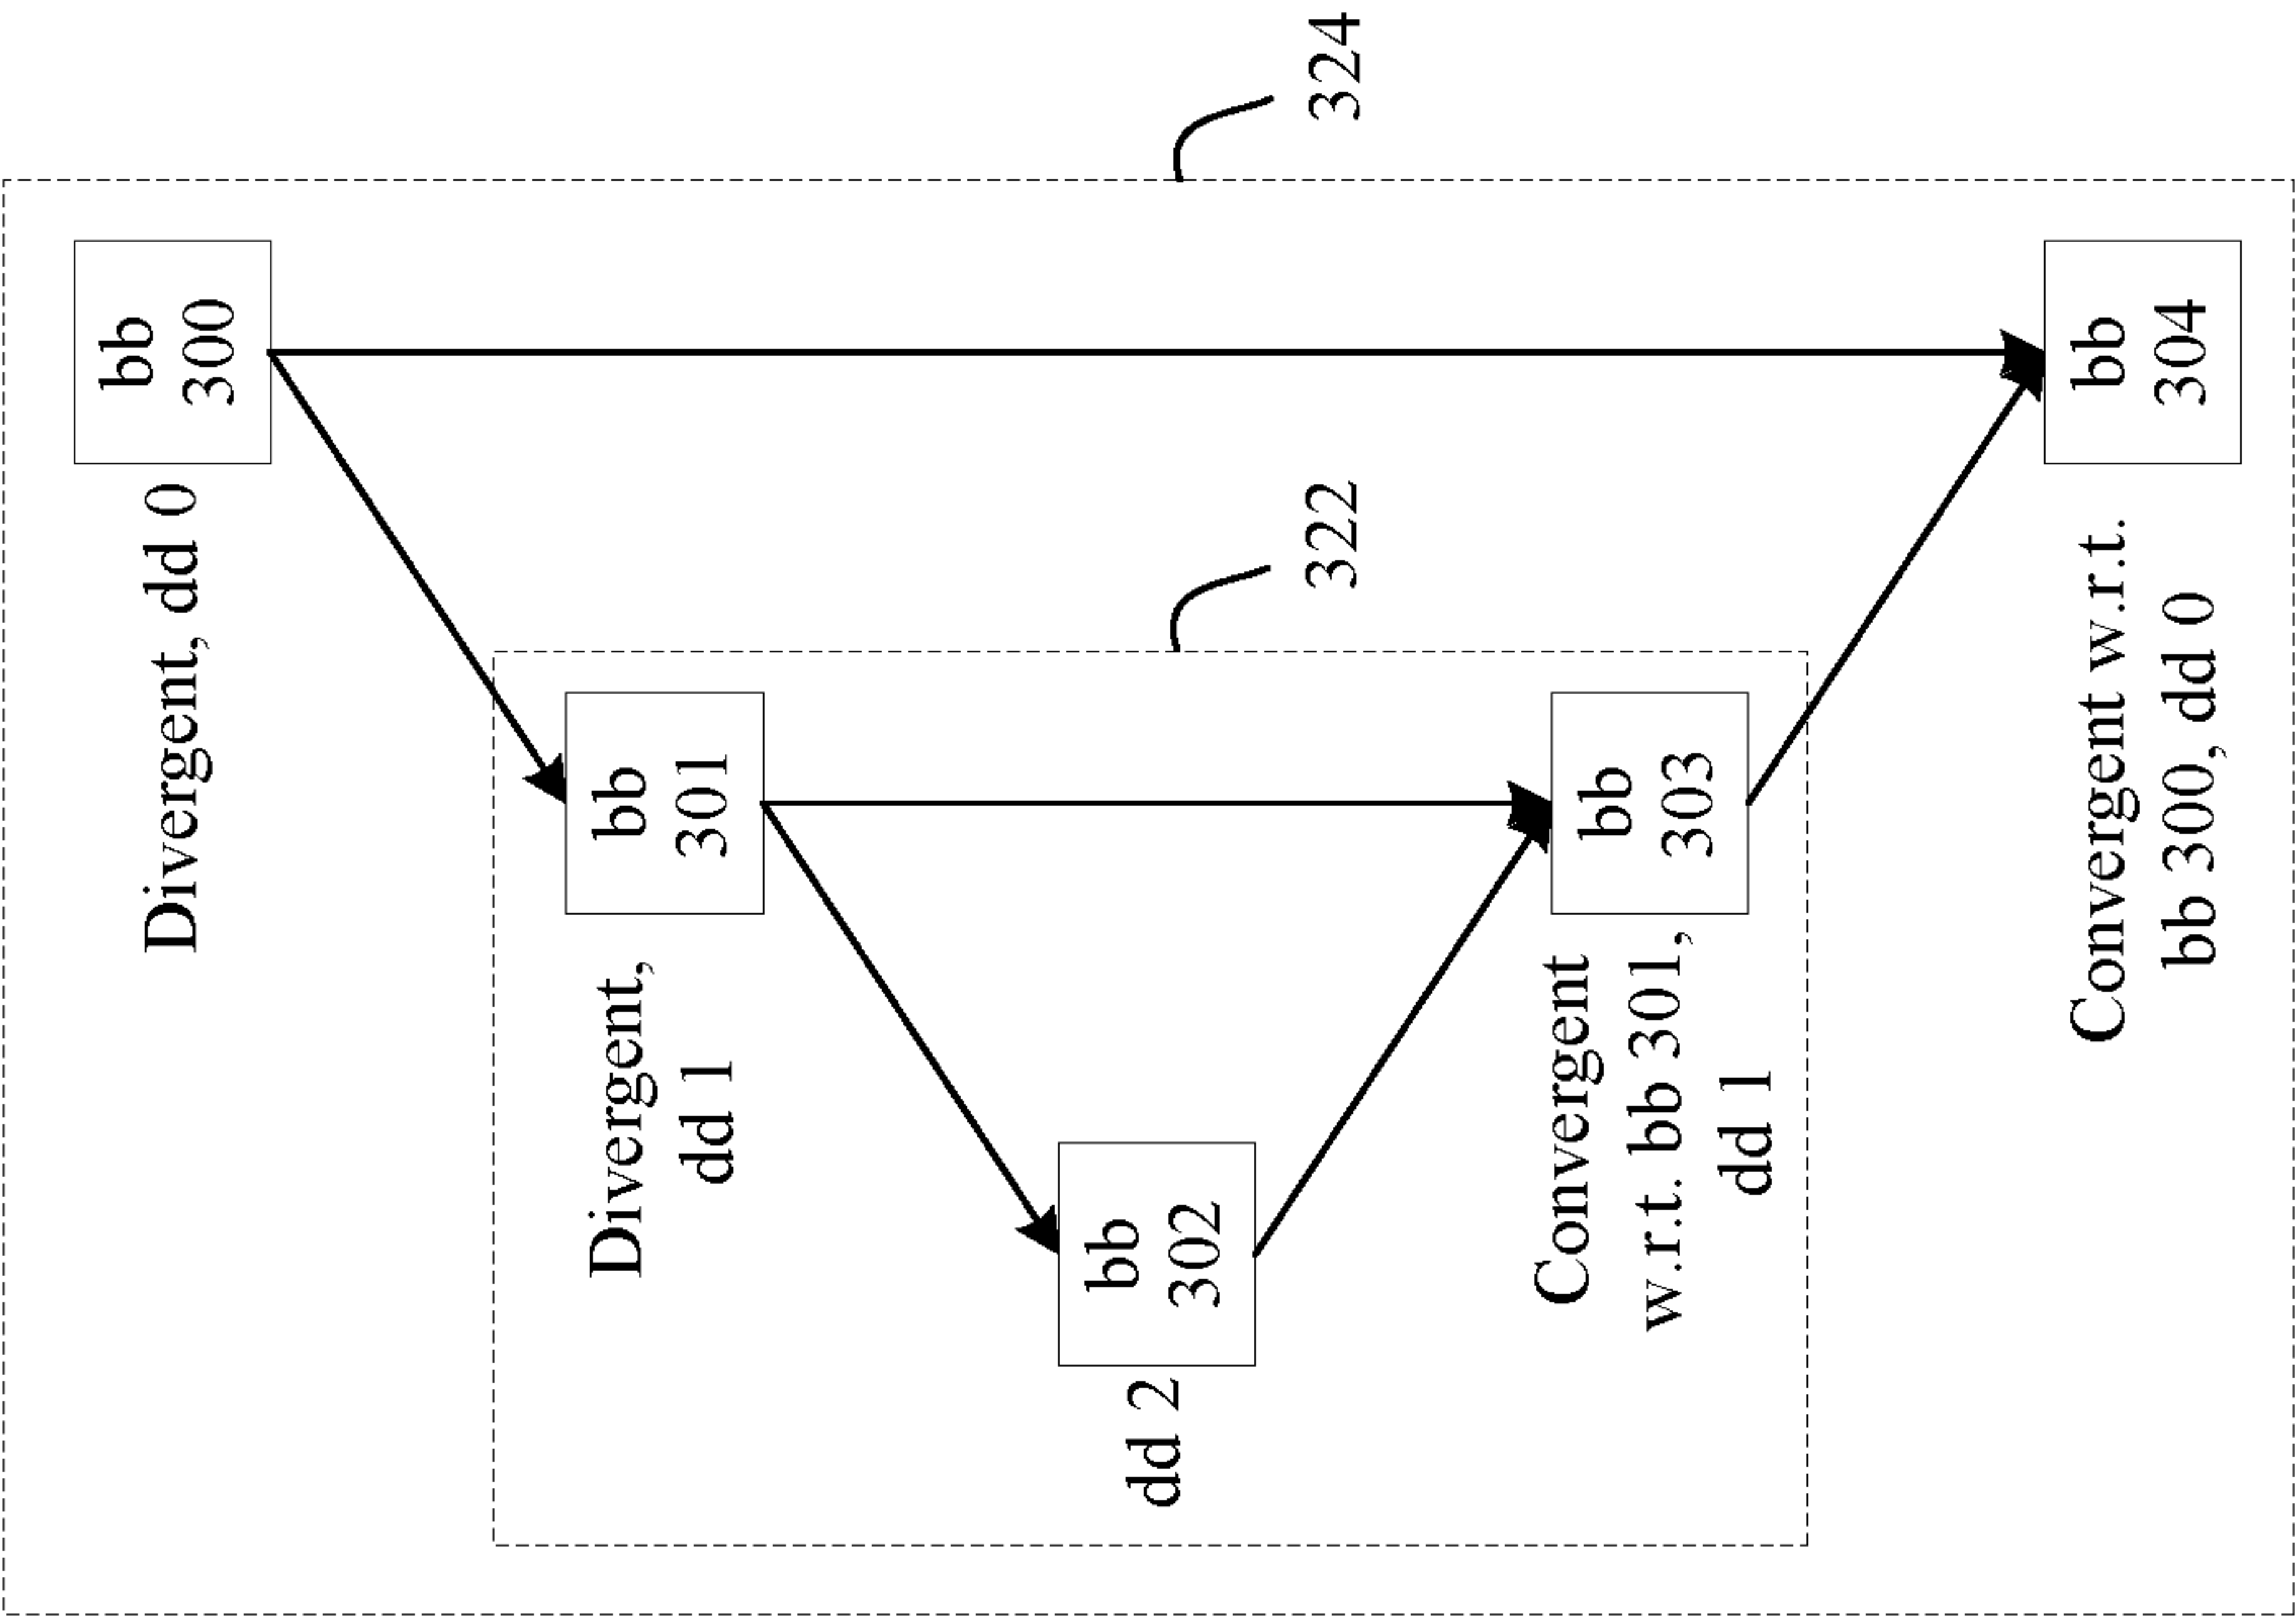 bb
300
Divergent, dd 0
324
bb
301
Divergent,
dd 1
322
bb
302
dd 2
bb
303
Convergent
w.r.t. bb 301,
dd 1
bb
304
Convergent w.r.t.
bb 300, dd 0